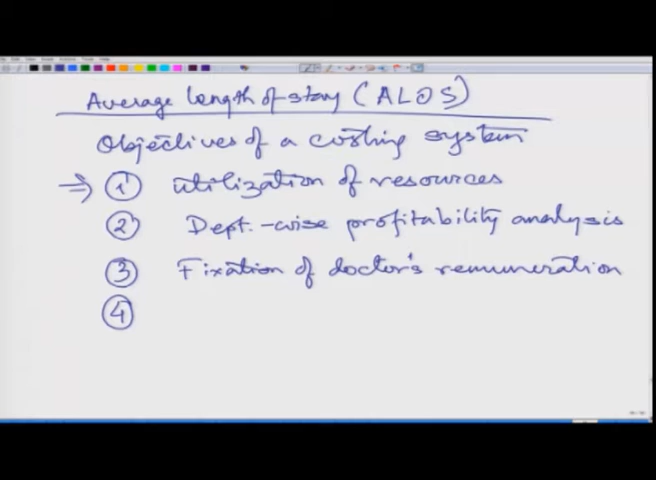 Average length of stay (ALOS)
Objectives of a costing system
⇒ ① utilization of resources
② Dept.-wise profitability analysis
③ Fixation of doctor's remuneration
④